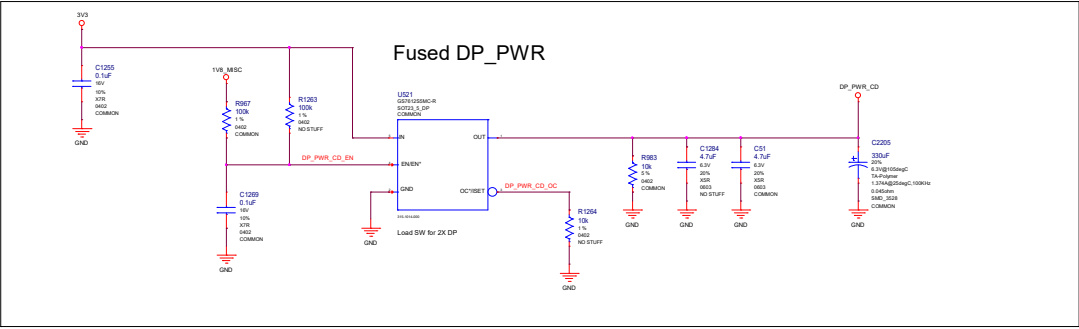 3V3
Fused DP_PWR
C1255
0.1uF
16V
10%
X7R
0402
COMMON
GND
1V8_MISC
R967
100k
1 %
0402
COMMON
R1263
100k
1 %
0402
NO STUFF
DP_PWR_CD_EN
C1269
0.1uF
16V
10%
X7R
0402
COMMON
GND
U521
GS7612S5MC-R
SOT23_5_DP
COMMON
IN
OUT
EN/EN*
GND
OC*/ISET
Load SW for 2X DP
GND
DP_PWR_CD_OC
R1264
10k
1 %
0402
NO STUFF
GND
R983
10k
5 %
0402
COMMON
GND
C1284
4.7uF
6.3V
20%
X5R
0603
NO STUFF
GND
C51
4.7uF
6.3V
20%
X5R
0603
COMMON
GND
DP_PWR_CD
C2205
330uF
20%
6.3V@105degC
TA-Polymer
1.374A@25degC,100KHz
0.045ohm
SMD_3528
COMMON
GND